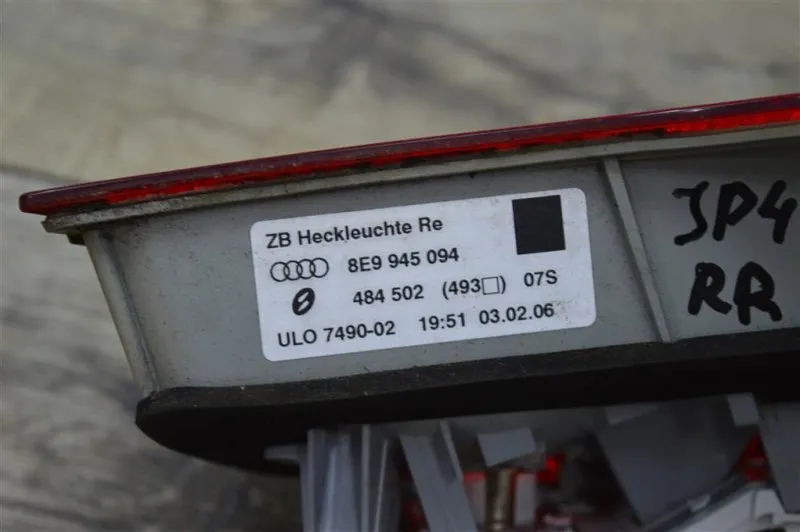 ZB Heckleuchte Re
8E9 945 094
484 502 (493□) 07S
ULO 7490-02 19:51 03.02.06
JP4
RR